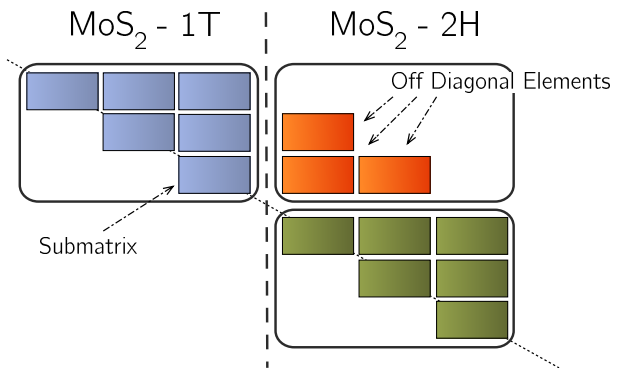 MoS₂ - 1T
MoS₂ - 2H
Off Diagonal Elements
Submatrix